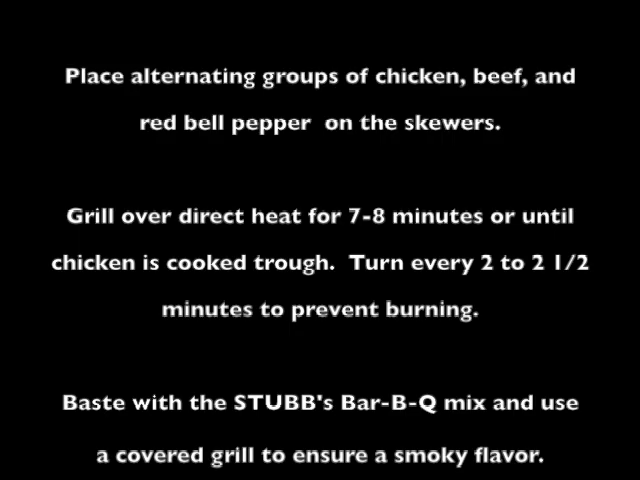 Place alternating groups of chicken, beef, and
red bell pepper on the skewers.
Grill over direct heat for 7-8 minutes or until
chicken is cooked trough. Turn every 2 to 2 1/2
minutes to prevent burning.
Baste with the STUBB's Bar-B-Q mix and use
a covered grill to ensure a smoky flavor.